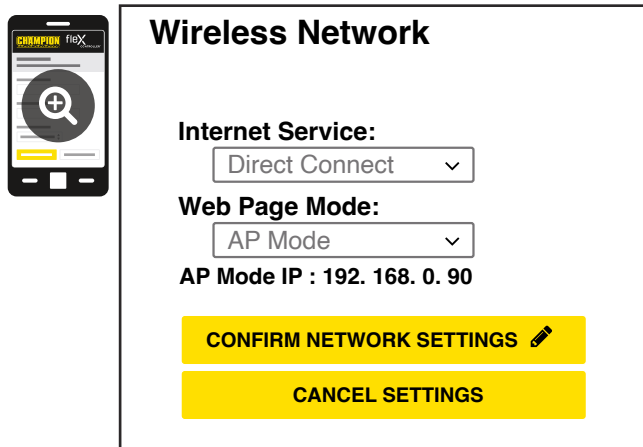 CHAMPION flex
Wireless Network
Internet Service:
Direct Connect
Web Page Mode:
AP Mode
AP Mode IP : 192. 168. 0. 90
CONFIRM NETWORK SETTINGS
CANCEL SETTINGS